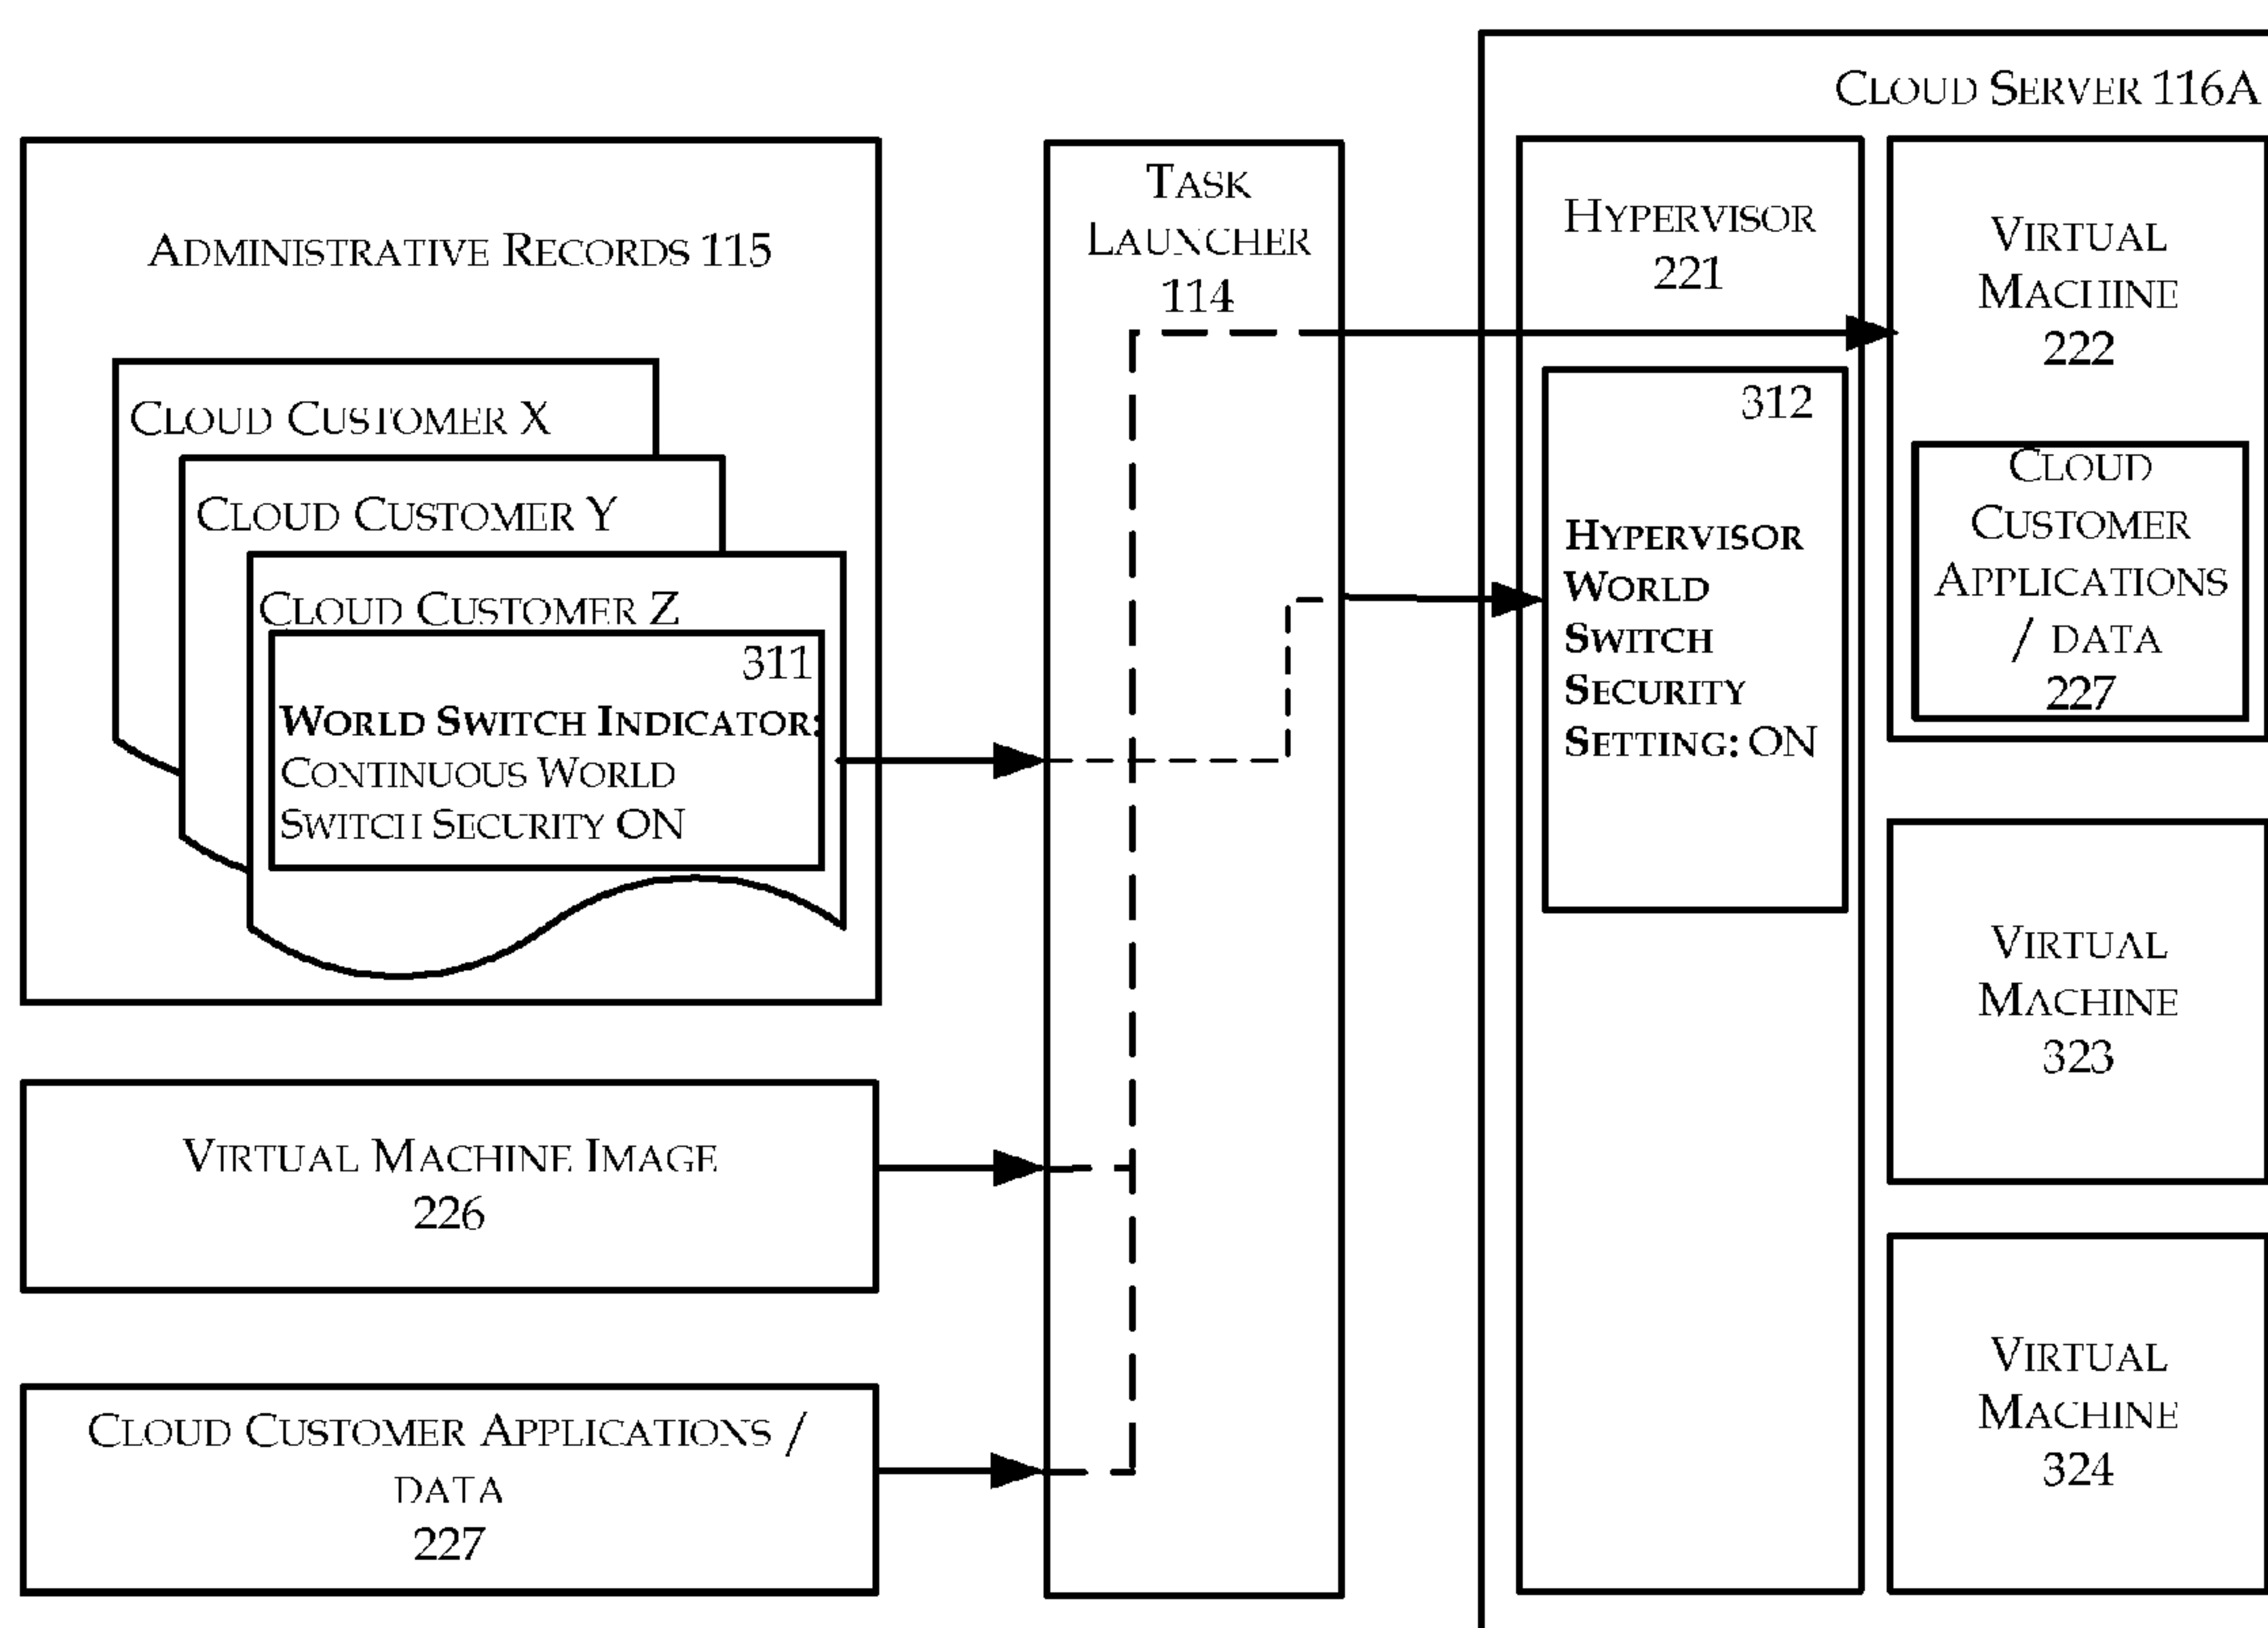 CLOUD SERVER 116A
ADMINISTRATIVE RECORDS 115
CLOUD CUSTOMER X
CLOUD CUSTOMER Y
CLOUD CUSTOMER Z
311
WORLD SWITCH INDICATOR:
CONTINUOUS WORLD
SWITCH SECURITY ON
VIRTUAL MACHINE IMAGE
226
CLOUD CUSTOMER APPLICATIONS /
DATA
227
TASK
LAUNCHER
114
HYPERVISOR
221
312
HYPERVISOR
WORLD
SWITCH
SECURITY
SETTING: ON
VIRTUAL
MACHINE
222
CLOUD
CUSTOMER
APPLICATIONS
/ DATA
227
VIRTUAL
MACHINE
323
VIRTUAL
MACHINE
324